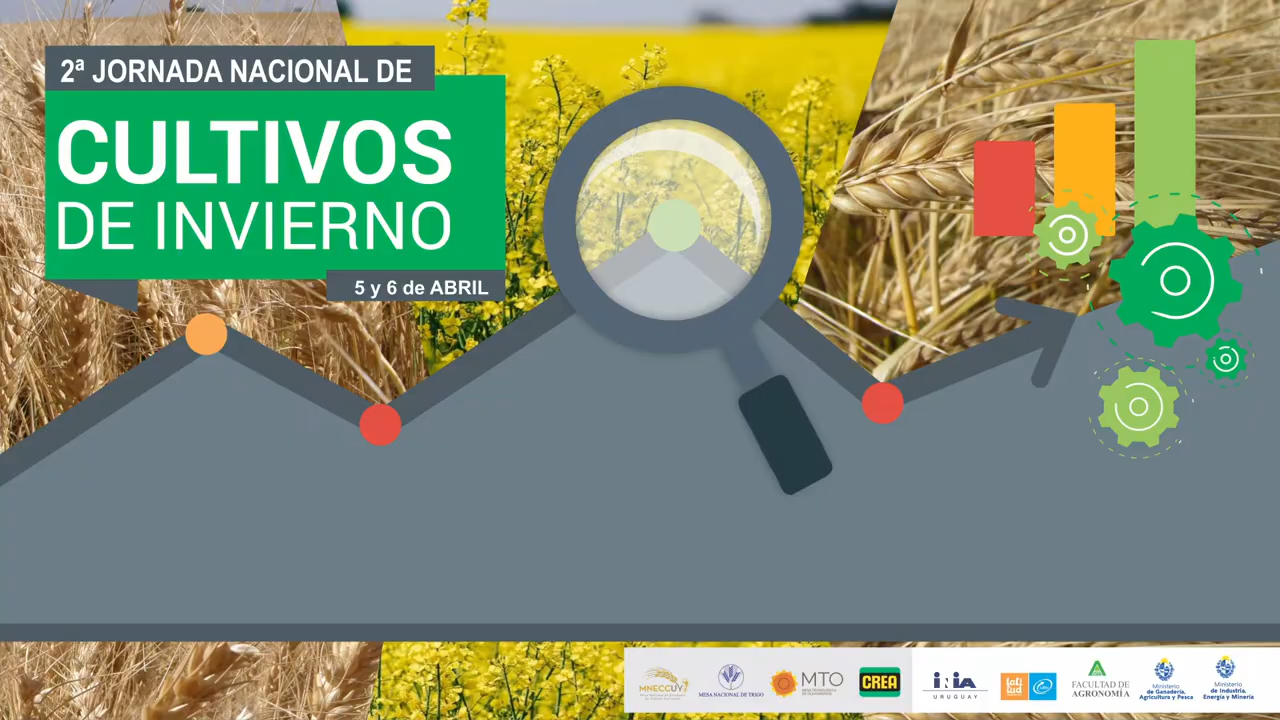 2ª JORNADA NACIONAL DE
CULTIVOS
DE INVIERNO
5 y 6 de ABRIL
MNECCUY
MESA NACIONAL DE TRIGO
MTO
CREA
INIA
URUGUAY
latitud
FACULTAD DE
AGRONOMÍA
Ministerio
de Ganadería,
Agricultura y Pesca
Ministerio
de Industria,
Energía y Minería